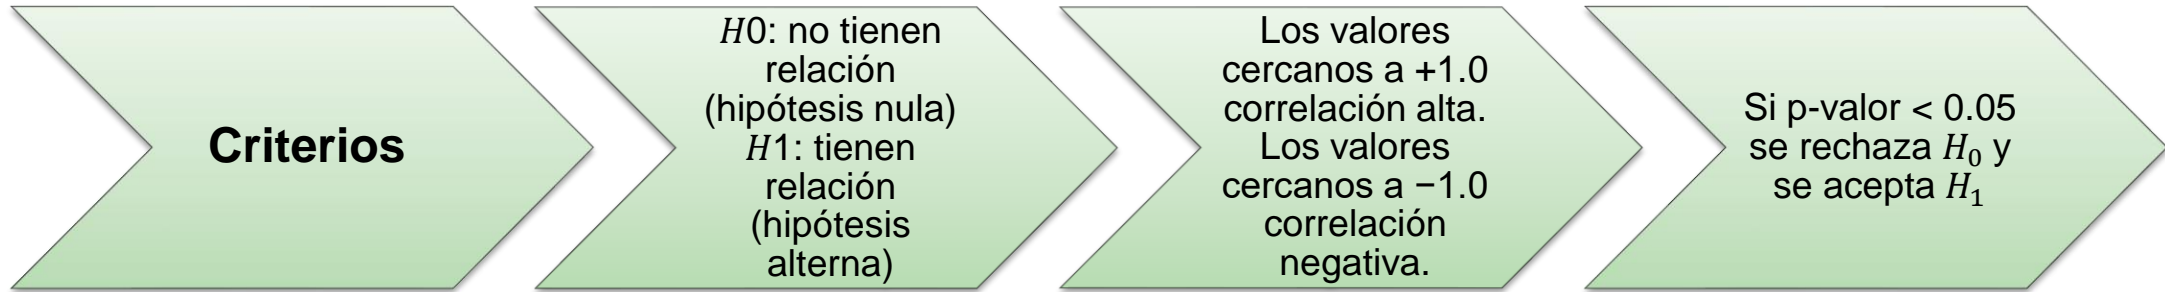 Criterios
H0: no tienen
relación
(hipótesis nula)
H1: tienen
relación
(hipótesis
alterna)
Los valores
cercanos a +1.0
correlación alta.
Los valores
cercanos a −1.0
correlación
negativa.
Si p-valor < 0.05
se rechaza H₀ y
se acepta H₁